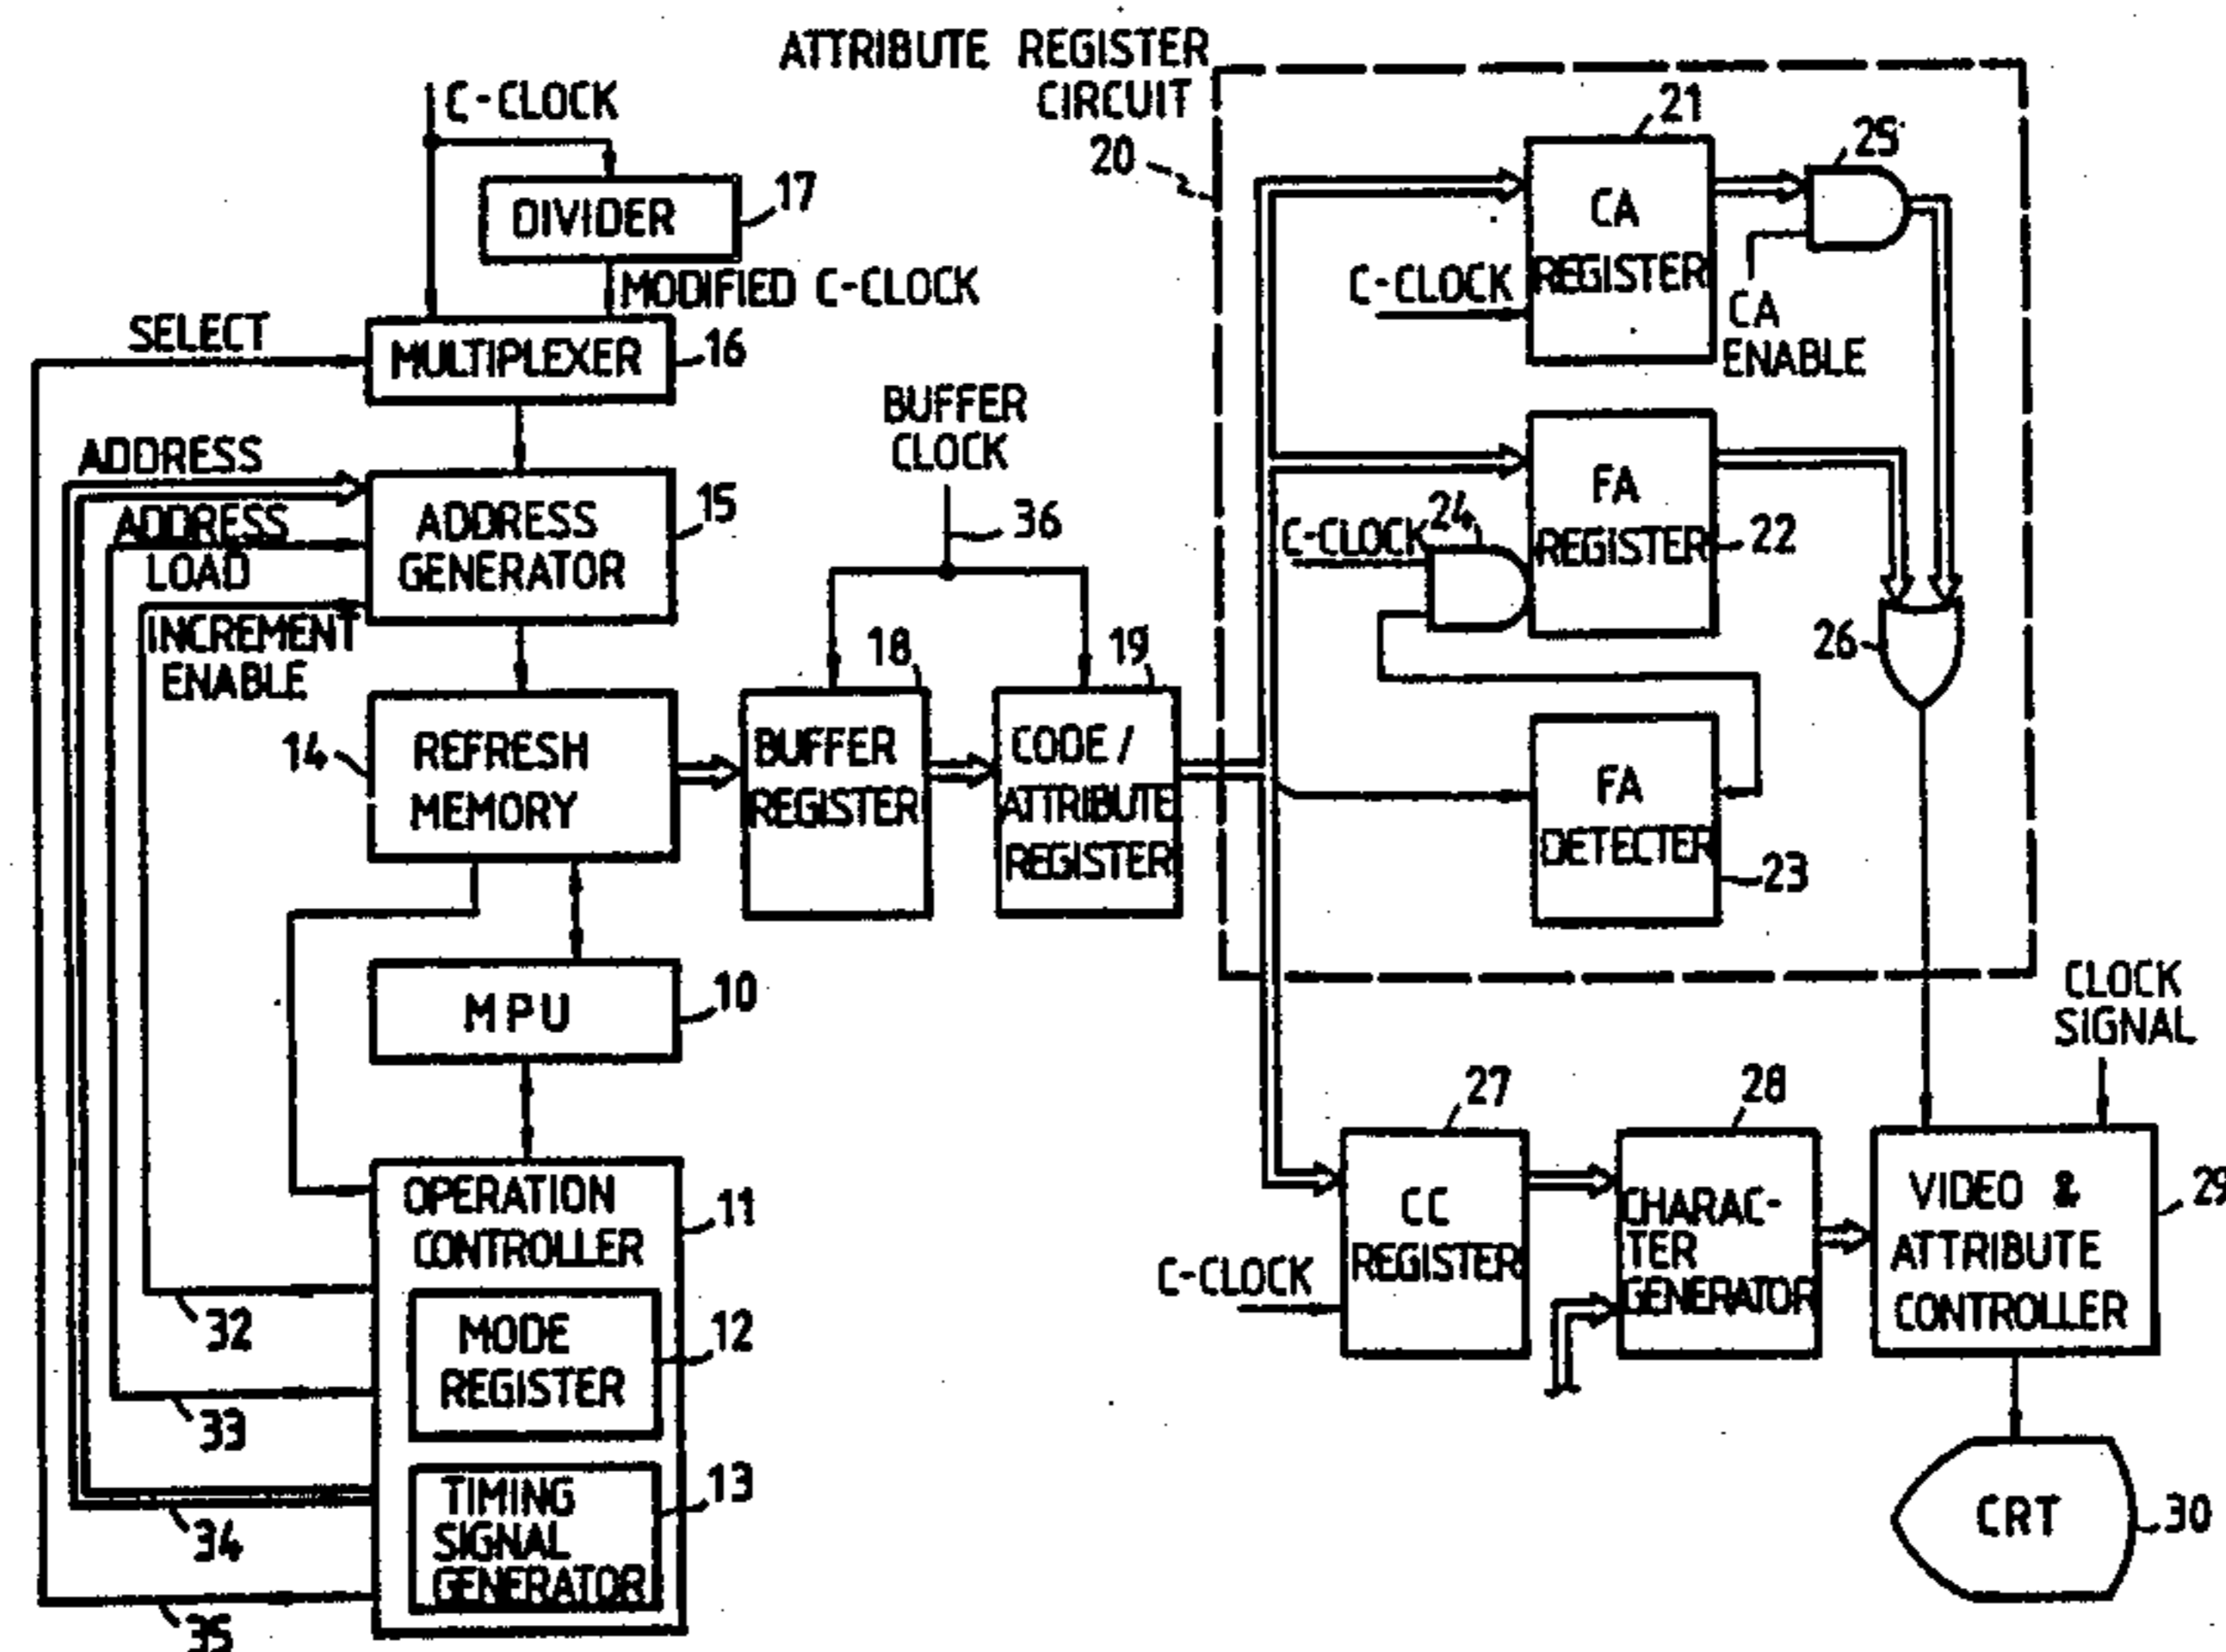 ATTRIBUTE REGISTER
CIRCUIT
20
C-CLOCK
DIVIDER
17
MODIFIED C-CLOCK
SELECT
MULTIPLEXER
16
ADDRESS
ADDRESS
LOAD
INCREMENT
ENABLE
ADDRESS
GENERATOR
15
BUFFER
CLOCK
36
14
REFRESH
MEMORY
18
BUFFER
REGISTER
19
CODE/
ATTRIBUTE
REGISTER
MPU
10
OPERATION
CONTROLLER
11
MODE
REGISTER
12
TIMING
SIGNAL
GENERATOR
13
32
33
34
35
21
CA
REGISTER
C-CLOCK
25
CA
ENABLE
FA
REGISTER
22
C-CLOCK
24
26
FA
DETECTER
23
CLOCK
SIGNAL
27
CC
REGISTER
C-CLOCK
28
CHARAC-
TER
GENERATOR
VIDEO &
ATTRIBUTE
CONTROLLER
29
CRT
30